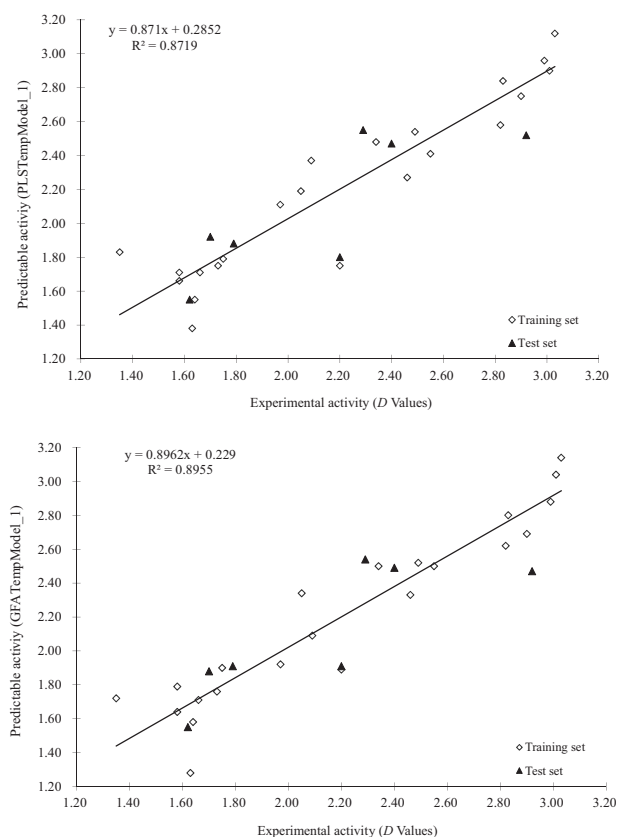 y = 0.871x + 0.2852
R² = 0.8719
3.20
3.00
2.80
2.60
2.40
2.20
2.00
1.80
1.60
1.40
1.20
Predictable activiy (PLSTempModel_1)
Training set
Test set
1.20 1.40 1.60 1.80 2.00 2.20 2.40 2.60 2.80 3.00 3.20
Experimental activity (D Values)
y = 0.8962x + 0.229
R² = 0.8955
3.20
3.00
2.80
2.60
2.40
2.20
2.00
1.80
1.60
1.40
1.20
Predictable activiy (GFATempModel_1)
Training set
Test set
1.20 1.40 1.60 1.80 2.00 2.20 2.40 2.60 2.80 3.00 3.20
Experimental activity (D Values)